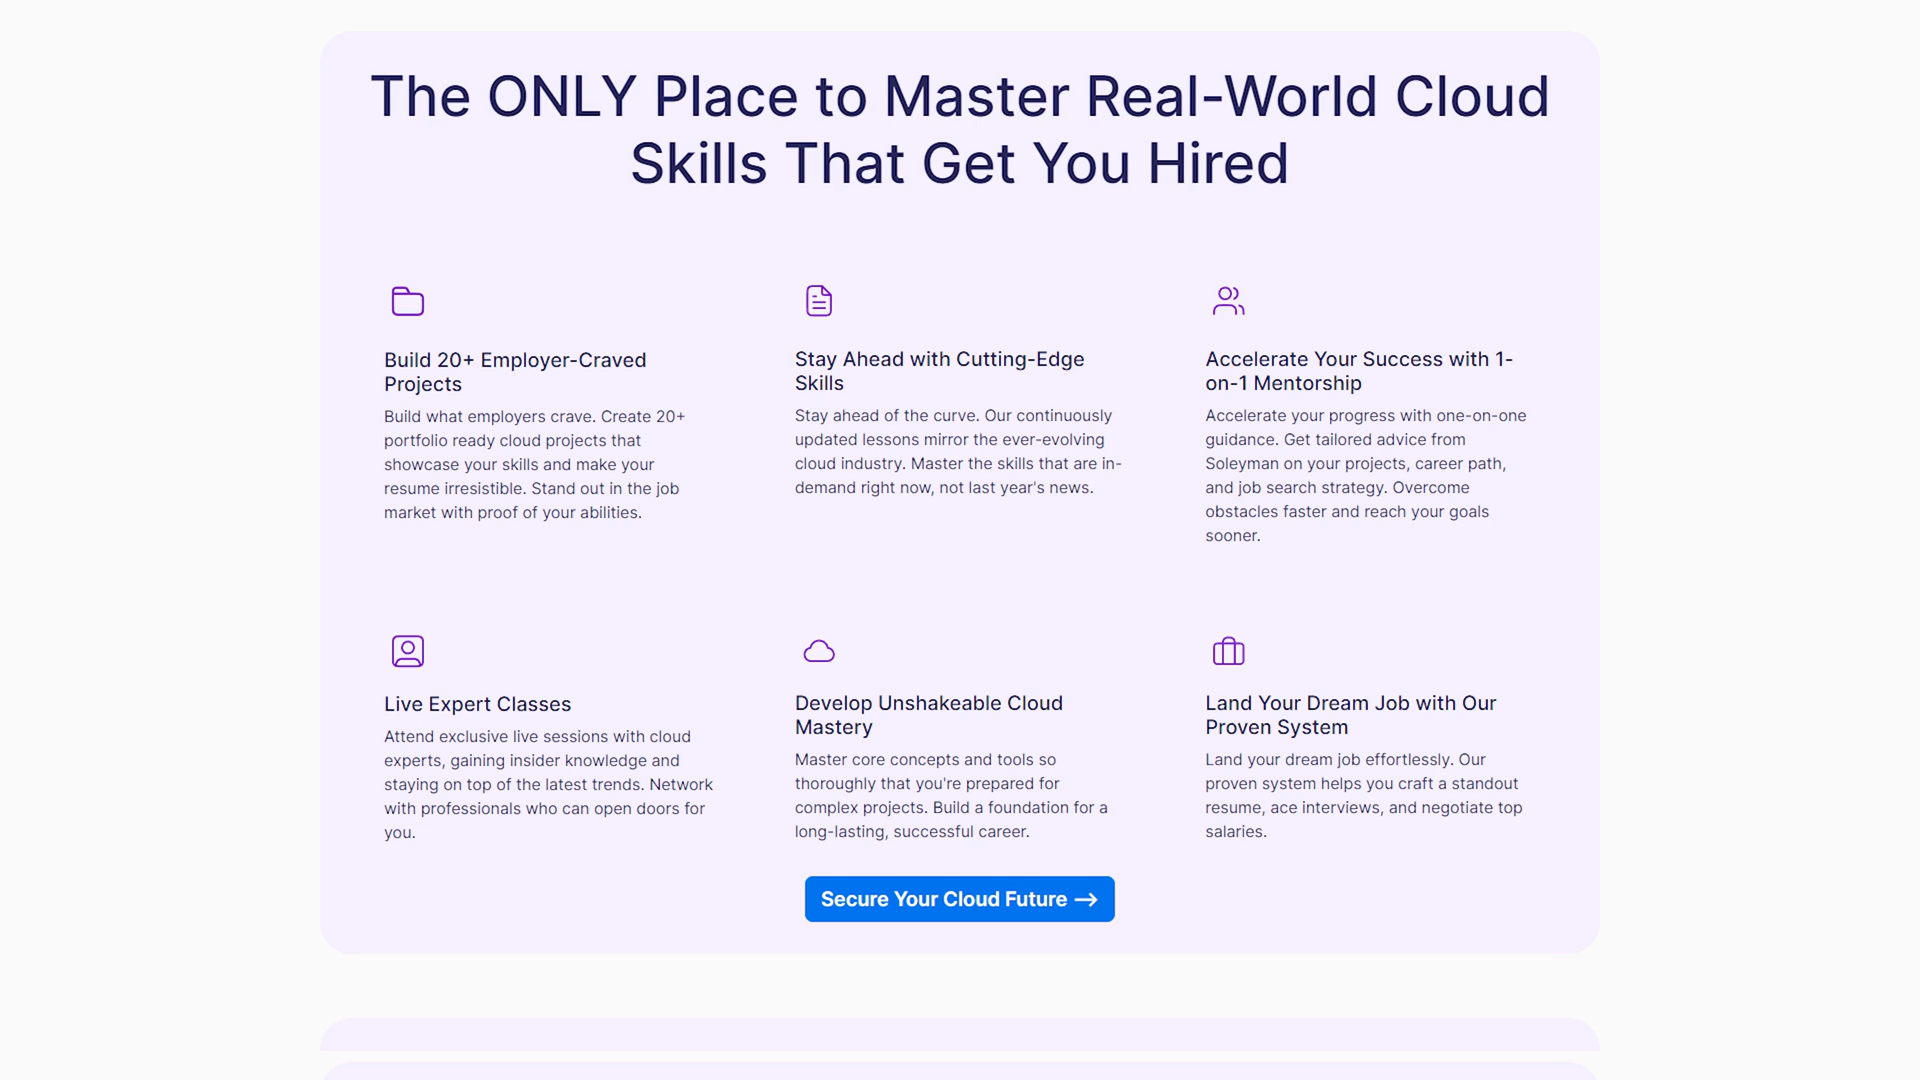 The ONLY Place to Master Real-World Cloud
Skills That Get You Hired
Build 20+ Employer-Craved
Projects
Build what employers crave. Create 20+
portfolio ready cloud projects that
showcase your skills and make your
resume irresistible. Stand out in the job
market with proof of your abilities.
Stay Ahead with Cutting-Edge
Skills
Stay ahead of the curve. Our continuously
updated lessons mirror the ever-evolving
cloud industry. Master the skills that are in-
demand right now, not last year's news.
Accelerate Your Success with 1-
on-1 Mentorship
Accelerate your progress with one-on-one
guidance. Get tailored advice from
Soleyman on your projects, career path,
and job search strategy. Overcome
obstacles faster and reach your goals
sooner.
Live Expert Classes
Attend exclusive live sessions with cloud
experts, gaining insider knowledge and
staying on top of the latest trends. Network
with professionals who can open doors for
you.
Develop Unshakeable Cloud
Mastery
Master core concepts and tools so
thoroughly that you're prepared for
complex projects. Build a foundation for a
long-lasting, successful career.
Land Your Dream Job with Our
Proven System
Land your dream job effortlessly. Our
proven system helps you craft a standout
resume, ace interviews, and negotiate top
salaries.
Secure Your Cloud Future →